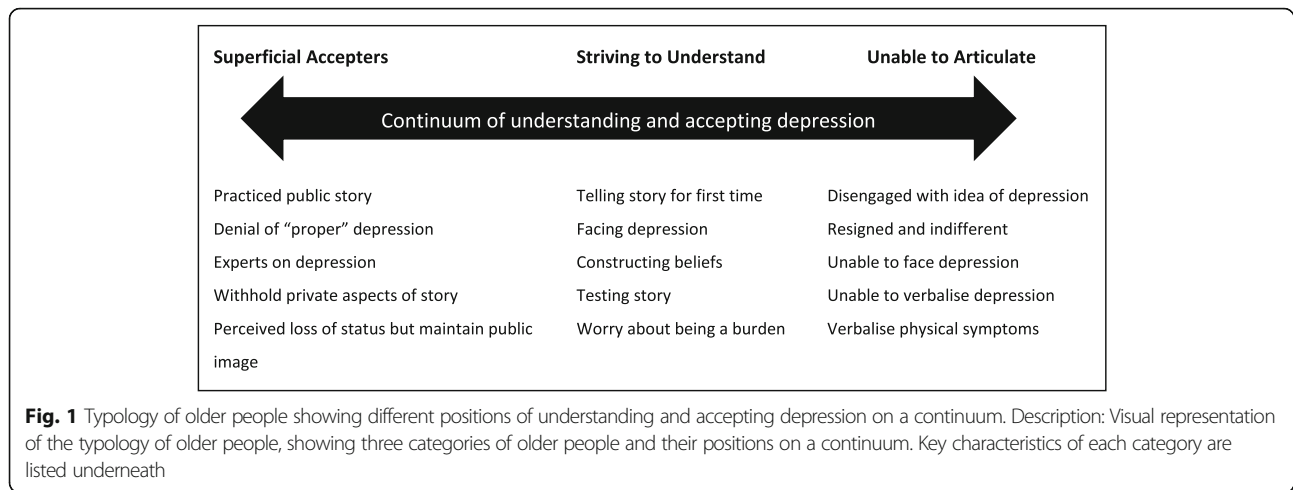 Superficial Accepters
Striving to Understand
Unable to Articulate
Continuum of understanding and accepting depression
Practiced public story
Denial of “proper” depression
Experts on depression
Withhold private aspects of story
Perceived loss of status but maintain public
image
Telling story for first time
Facing depression
Constructing beliefs
Testing story
Worry about being a burden
Disengaged with idea of depression
Resigned and indifferent
Unable to face depression
Unable to verbalise depression
Verbalise physical symptoms
Fig. 1 Typology of older people showing different positions of understanding and accepting depression on a continuum. Description: Visual representation
of the typology of older people, showing three categories of older people and their positions on a continuum. Key characteristics of each category are
listed underneath